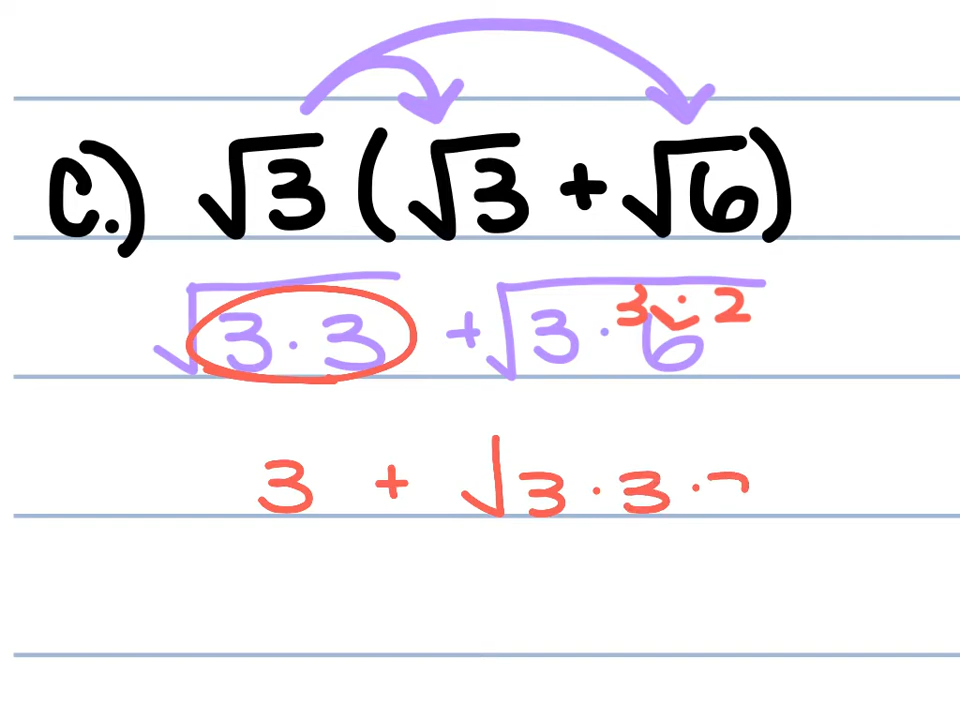 C.) √3 (√3 + √6)
3 · 2
√3 · 3 + √3 · 6
3 + √3 · 3 ·